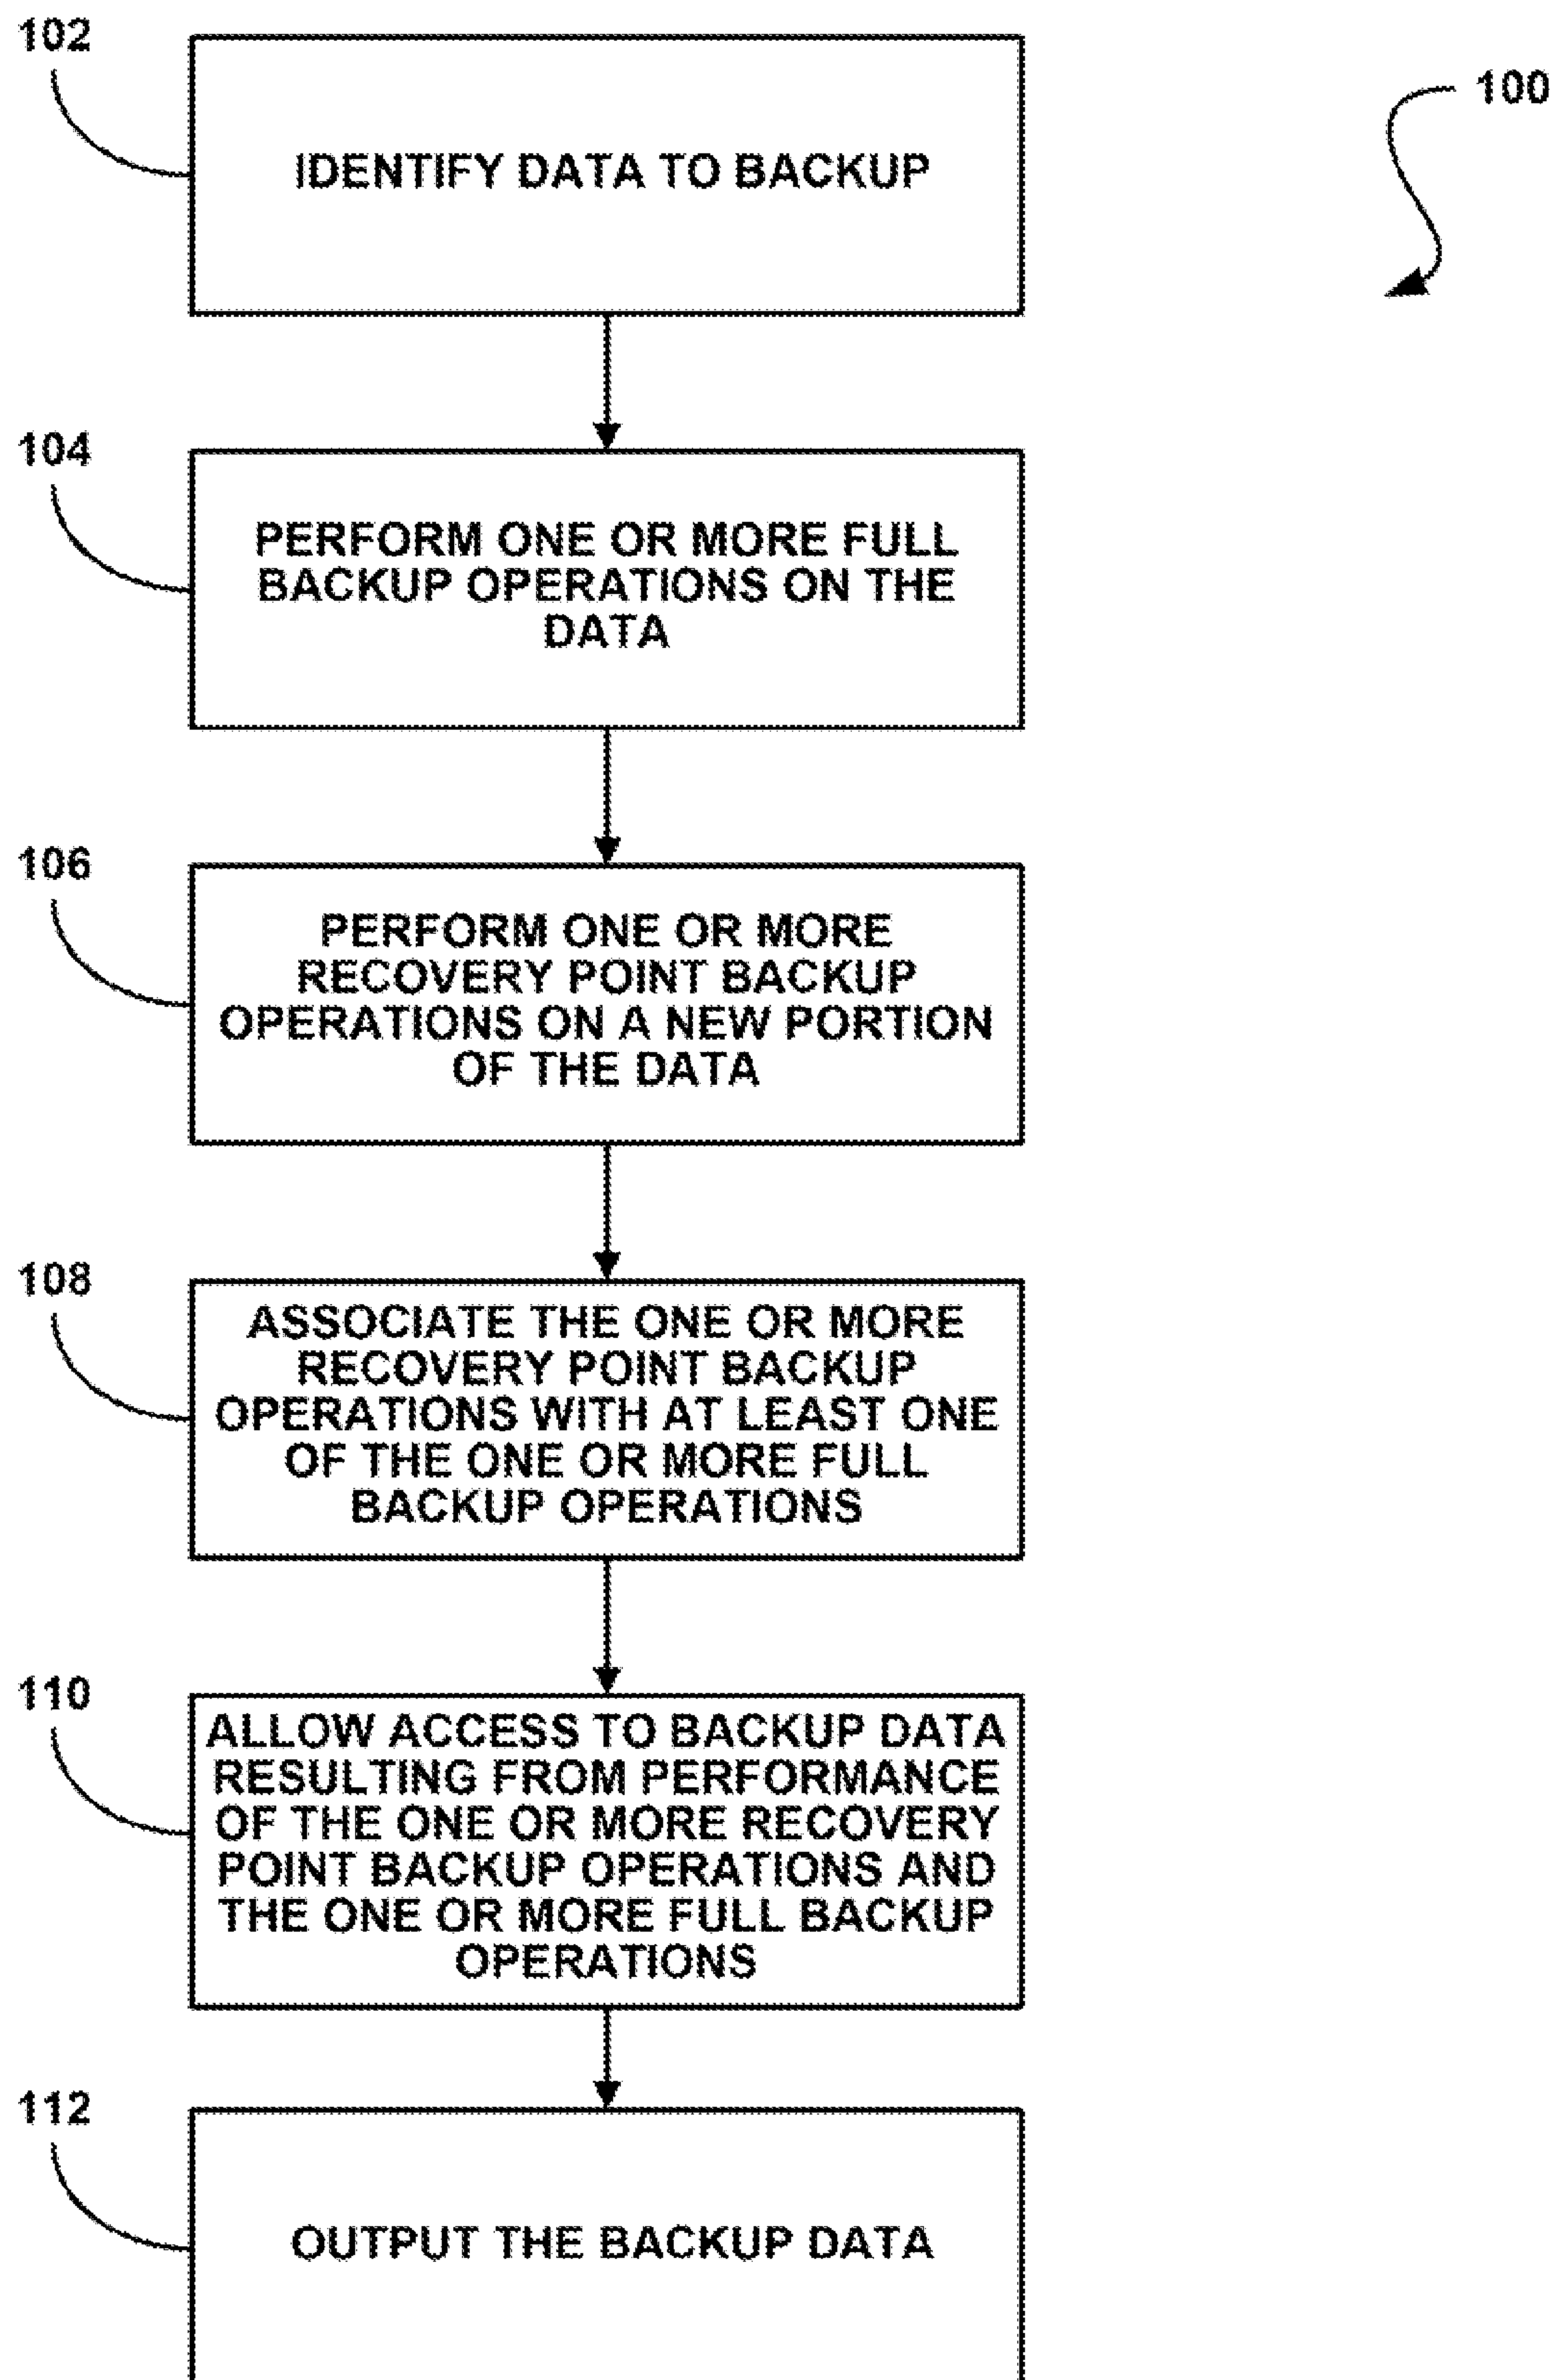 102
100
IDENTIFY DATA TO BACKUP
104
PERFORM ONE OR MORE FULL
BACKUP OPERATIONS ON THE
DATA
106
PERFORM ONE OR MORE
RECOVERY POINT BACKUP
OPERATIONS ON A NEW PORTION
OF THE DATA
108
ASSOCIATE THE ONE OR MORE
RECOVERY POINT BACKUP
OPERATIONS WITH AT LEAST ONE
OF THE ONE OR MORE FULL
BACKUP OPERATIONS
110
ALLOW ACCESS TO BACKUP DATA
RESULTING FROM PERFORMANCE
OF THE ONE OR MORE RECOVERY
POINT BACKUP OPERATIONS AND
THE ONE OR MORE FULL BACKUP
OPERATIONS
112
OUTPUT THE BACKUP DATA